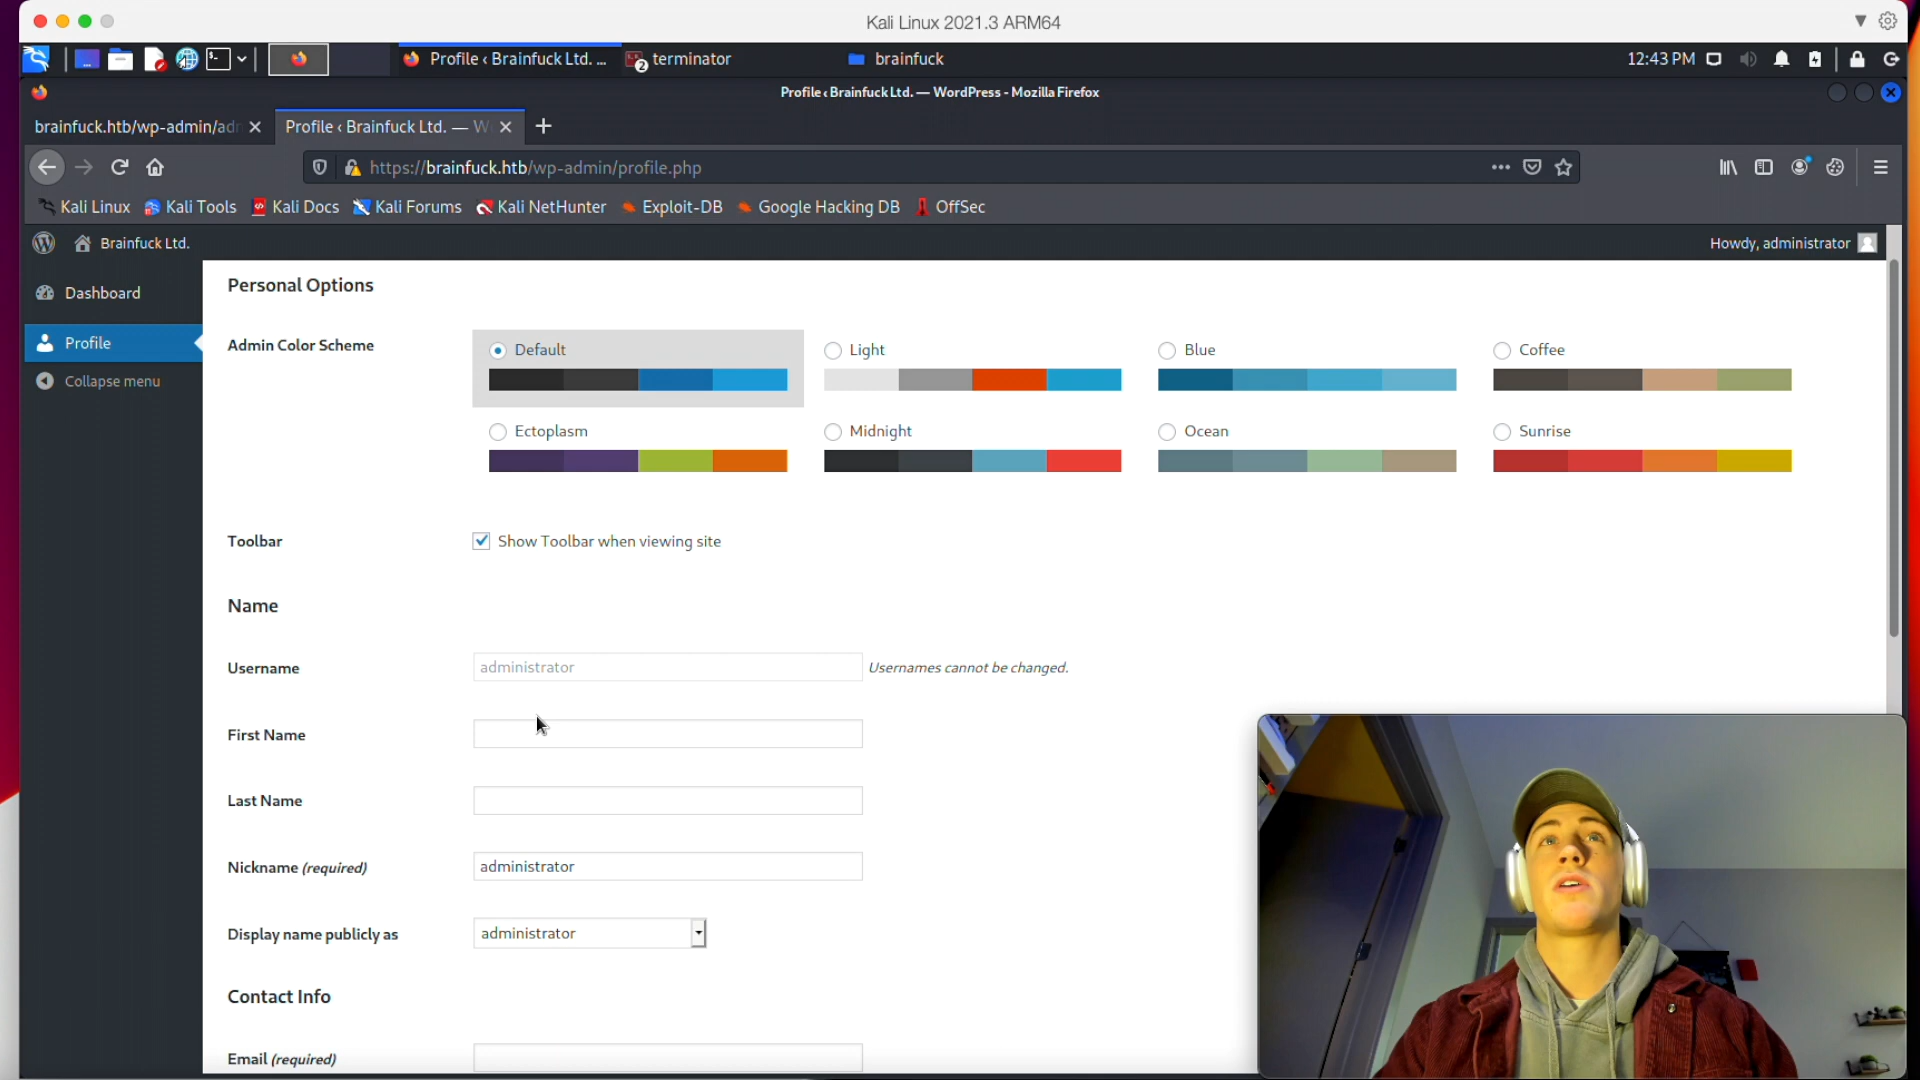 Kali Linux 2021.3 ARM64
Profile ‹ Brainfuck Ltd. ...
2 terminator
brainfuck
12:43 PM
Profile ‹ Brainfuck Ltd. — WordPress - Mozilla Firefox
brainfuck.htb/wp-admin/adr
Profile ‹ Brainfuck Ltd. — W
https://brainfuck.htb/wp-admin/profile.php
Kali Linux
Kali Tools
Kali Docs
Kali Forums
Kali NetHunter
Exploit-DB
Google Hacking DB
OffSec
Brainfuck Ltd.
Howdy, administrator
Dashboard
Profile
Collapse menu
Personal Options
Admin Color Scheme
Default
Light
Blue
Coffee
Ectoplasm
Midnight
Ocean
Sunrise
Toolbar
Show Toolbar when viewing site
Name
Username
administrator
Usernames cannot be changed.
First Name
Last Name
Nickname (required)
administrator
Display name publicly as
administrator
Contact Info
Email (required)